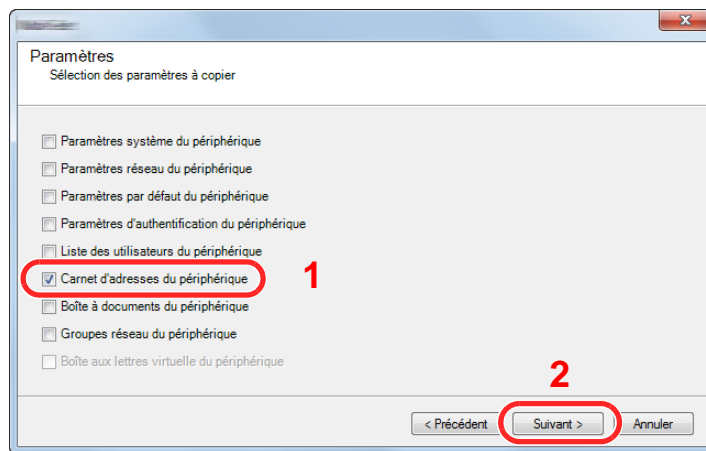 Paramètres
Sélection des paramètres à copier
Paramètres système du périphérique
Paramètres réseau du périphérique
Paramètres par défaut du périphérique
Paramètres d'authentification du périphérique
Liste des utilisateurs du périphérique
Carnet d'adresses du périphérique 1
Boîte à documents du périphérique
Groupes réseau du périphérique
Boîte aux lettres virtuelle du périphérique
2
< Précédent Suivant > Annuler